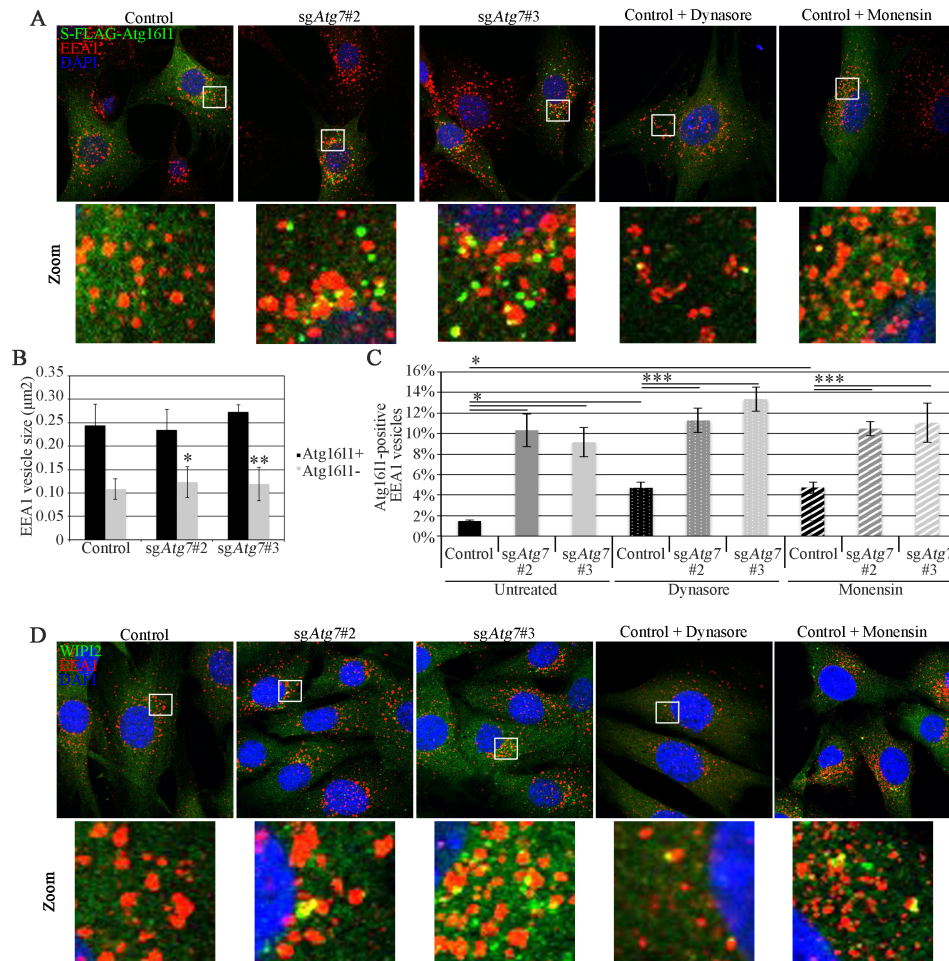 A
Control
sgAtg7#2
sgAtg7#3
Control + Dynasore
Control + Monensin
S-FLAG-Atg16l1
EEA1
DAPI
Zoom
B
EEA1 vesicle size (µm2)
0.35
0.30
0.25
0.20
0.15
0.10
0.05
0
*
**
Atg16l1+
Atg16l1-
Control
sgAtg7#2
sgAtg7#3
C
Atg16l1-positive
EEA1 vesicles
16%
14%
12%
10%
8%
6%
4%
2%
0%
*
*
***
***
Control
sgAtg7
#2
sgAtg7
#3
Control
sgAtg7
#2
sgAtg7
#3
Control
sgAtg7
#2
sgAtg7
#3
Untreated
Dynasore
Monensin
D
Control
sgAtg7#2
sgAtg7#3
Control + Dynasore
Control + Monensin
WIPI2
EEA1
DAPI
Zoom